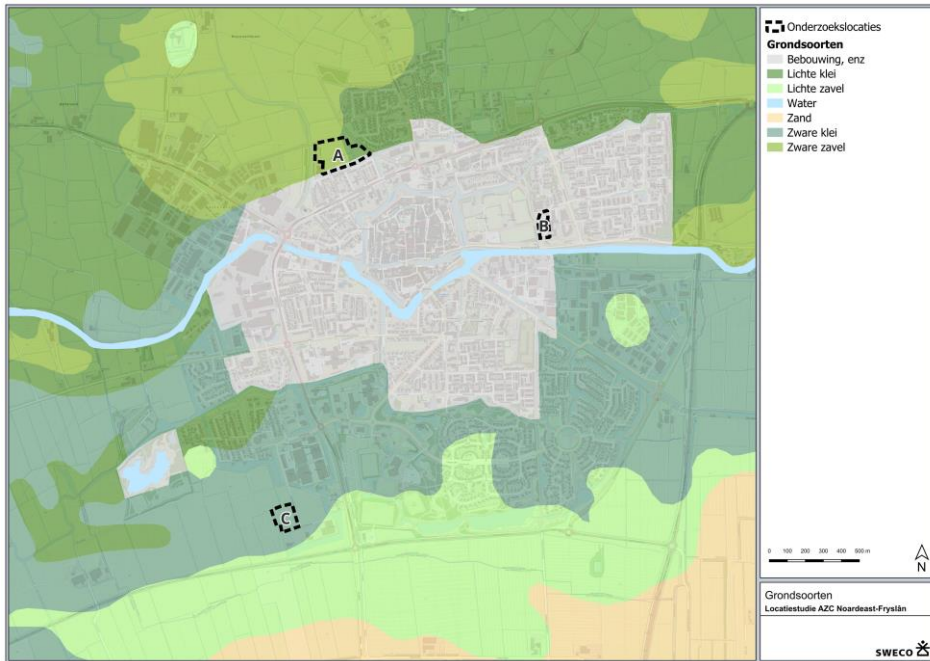 A
B
C
Onderzoekslocaties
Grondsoorten
Bebouwing, enz
Lichte klei
Lichte zavel
Water
Zand
Zware klei
Zware zavel
0 100 200 300 400 500 m
N
Grondsoorten
Locatiestudie AZC Noardeast-Fryslân
SWECO